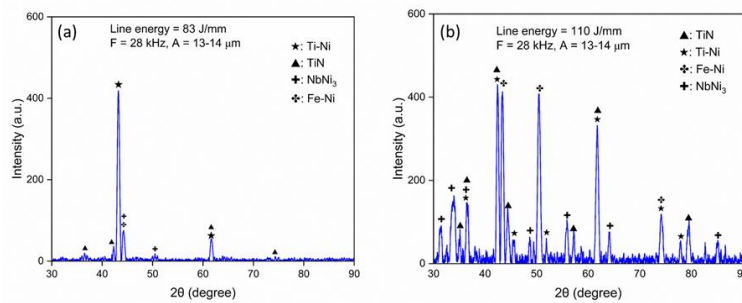 (a)
Line energy = 83 J/mm
F = 28 kHz, A = 13-14 μm
★: Ti-Ni
▲: TiN
✚: NbNi₃
✣: Fe-Ni
Intensity (a.u.)
600
400
200
0
30 40 50 60 70 80 90
2θ (degree)
(b)
Line energy = 110 J/mm
F = 28 kHz, A = 13-14 μm
▲: TiN
★: Ti-Ni
✣: Fe-Ni
✚: NbNi₃
Intensity (a.u.)
600
400
200
0
30 40 50 60 70 80 90
2θ (degree)